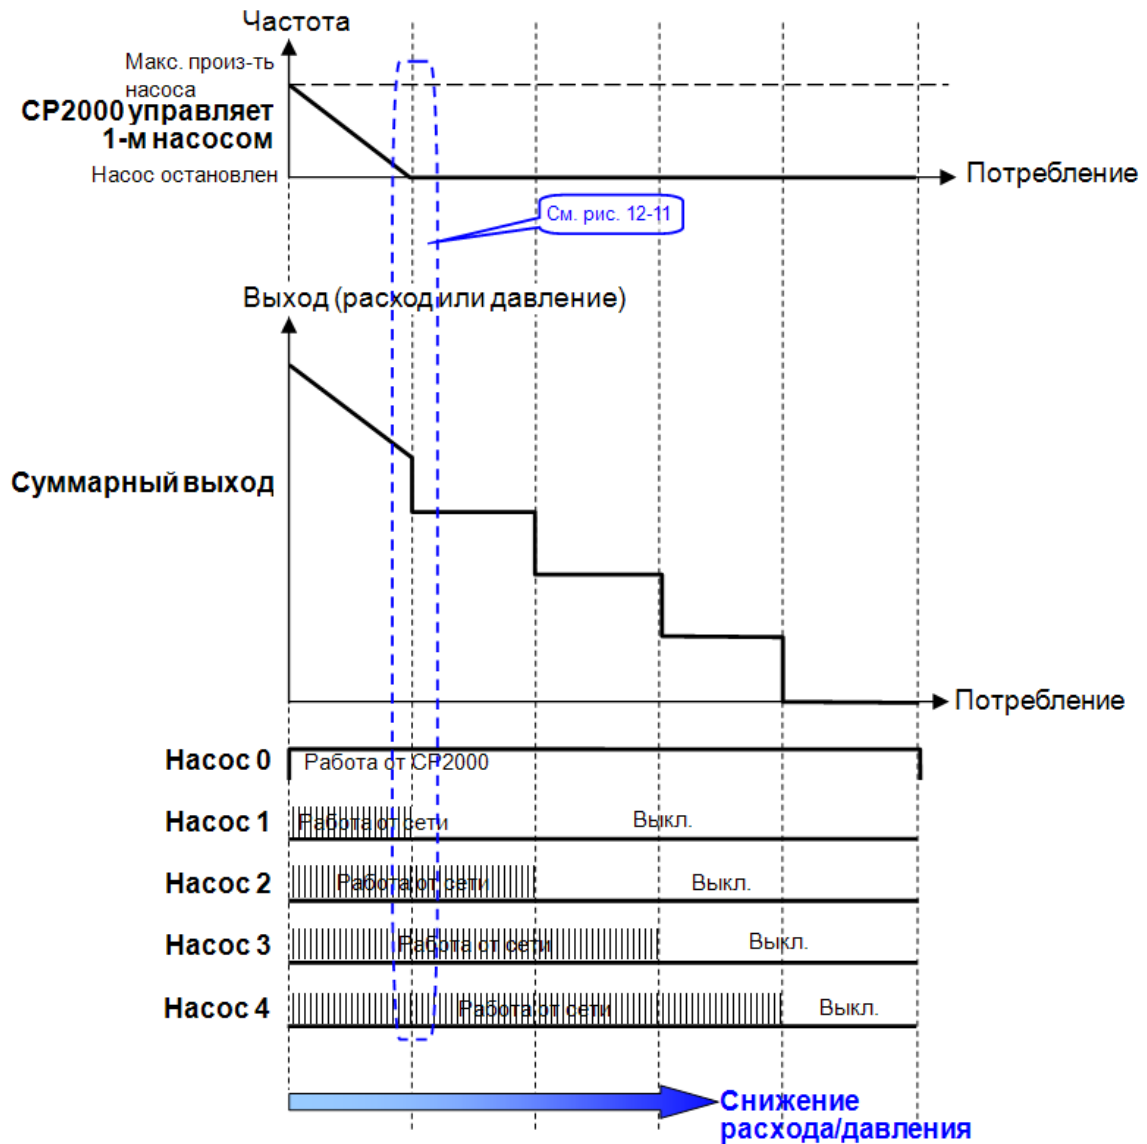 Частота
Макс. произ-ть
насоса
CP2000 управляет
1-м насосом
Насос остановлен
Потребление
См. рис. 12-11
Выход (расход или давление)
Суммарный выход
Потребление
Насос 0
Работа от CP2000
Насос 1
Работа от сети
Выкл.
Насос 2
Работа от сети
Выкл.
Насос 3
Работа от сети
Выкл.
Насос 4
Работа от сети
Выкл.
Снижение
расхода/давления